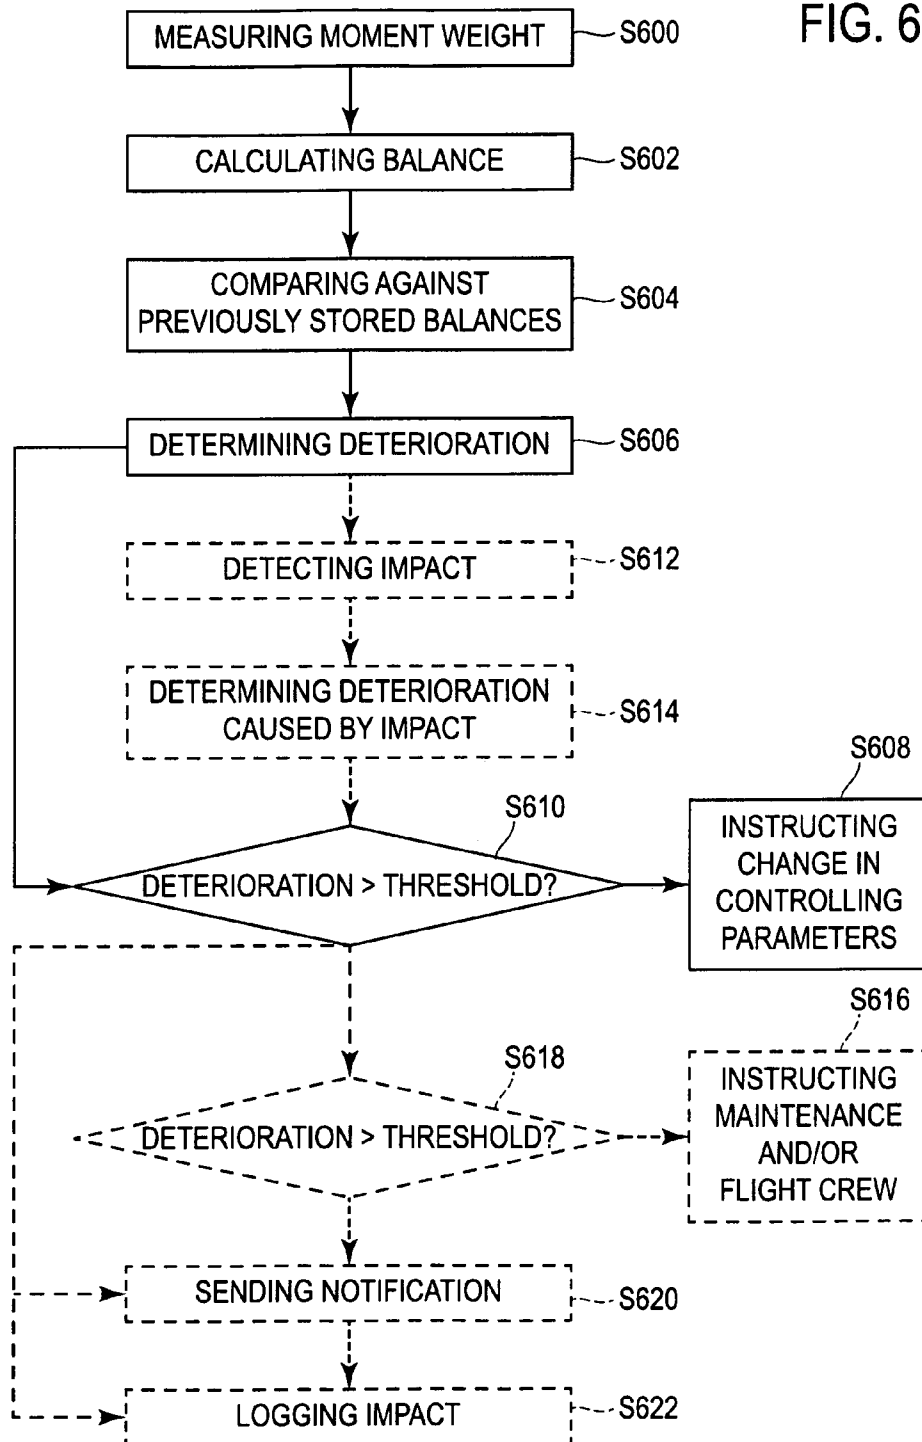 FIG. 6
MEASURING MOMENT WEIGHT
S600
CALCULATING BALANCE
S602
COMPARING AGAINST
PREVIOUSLY STORED BALANCES
S604
DETERMINING DETERIORATION
S606
DETECTING IMPACT
S612
DETERMINING DETERIORATION
CAUSED BY IMPACT
S614
S610
DETERIORATION > THRESHOLD?
S608
INSTRUCTING
CHANGE IN
CONTROLLING
PARAMETERS
S618
DETERIORATION > THRESHOLD?
S616
INSTRUCTING
MAINTENANCE
AND/OR
FLIGHT CREW
SENDING NOTIFICATION
S620
LOGGING IMPACT
S622